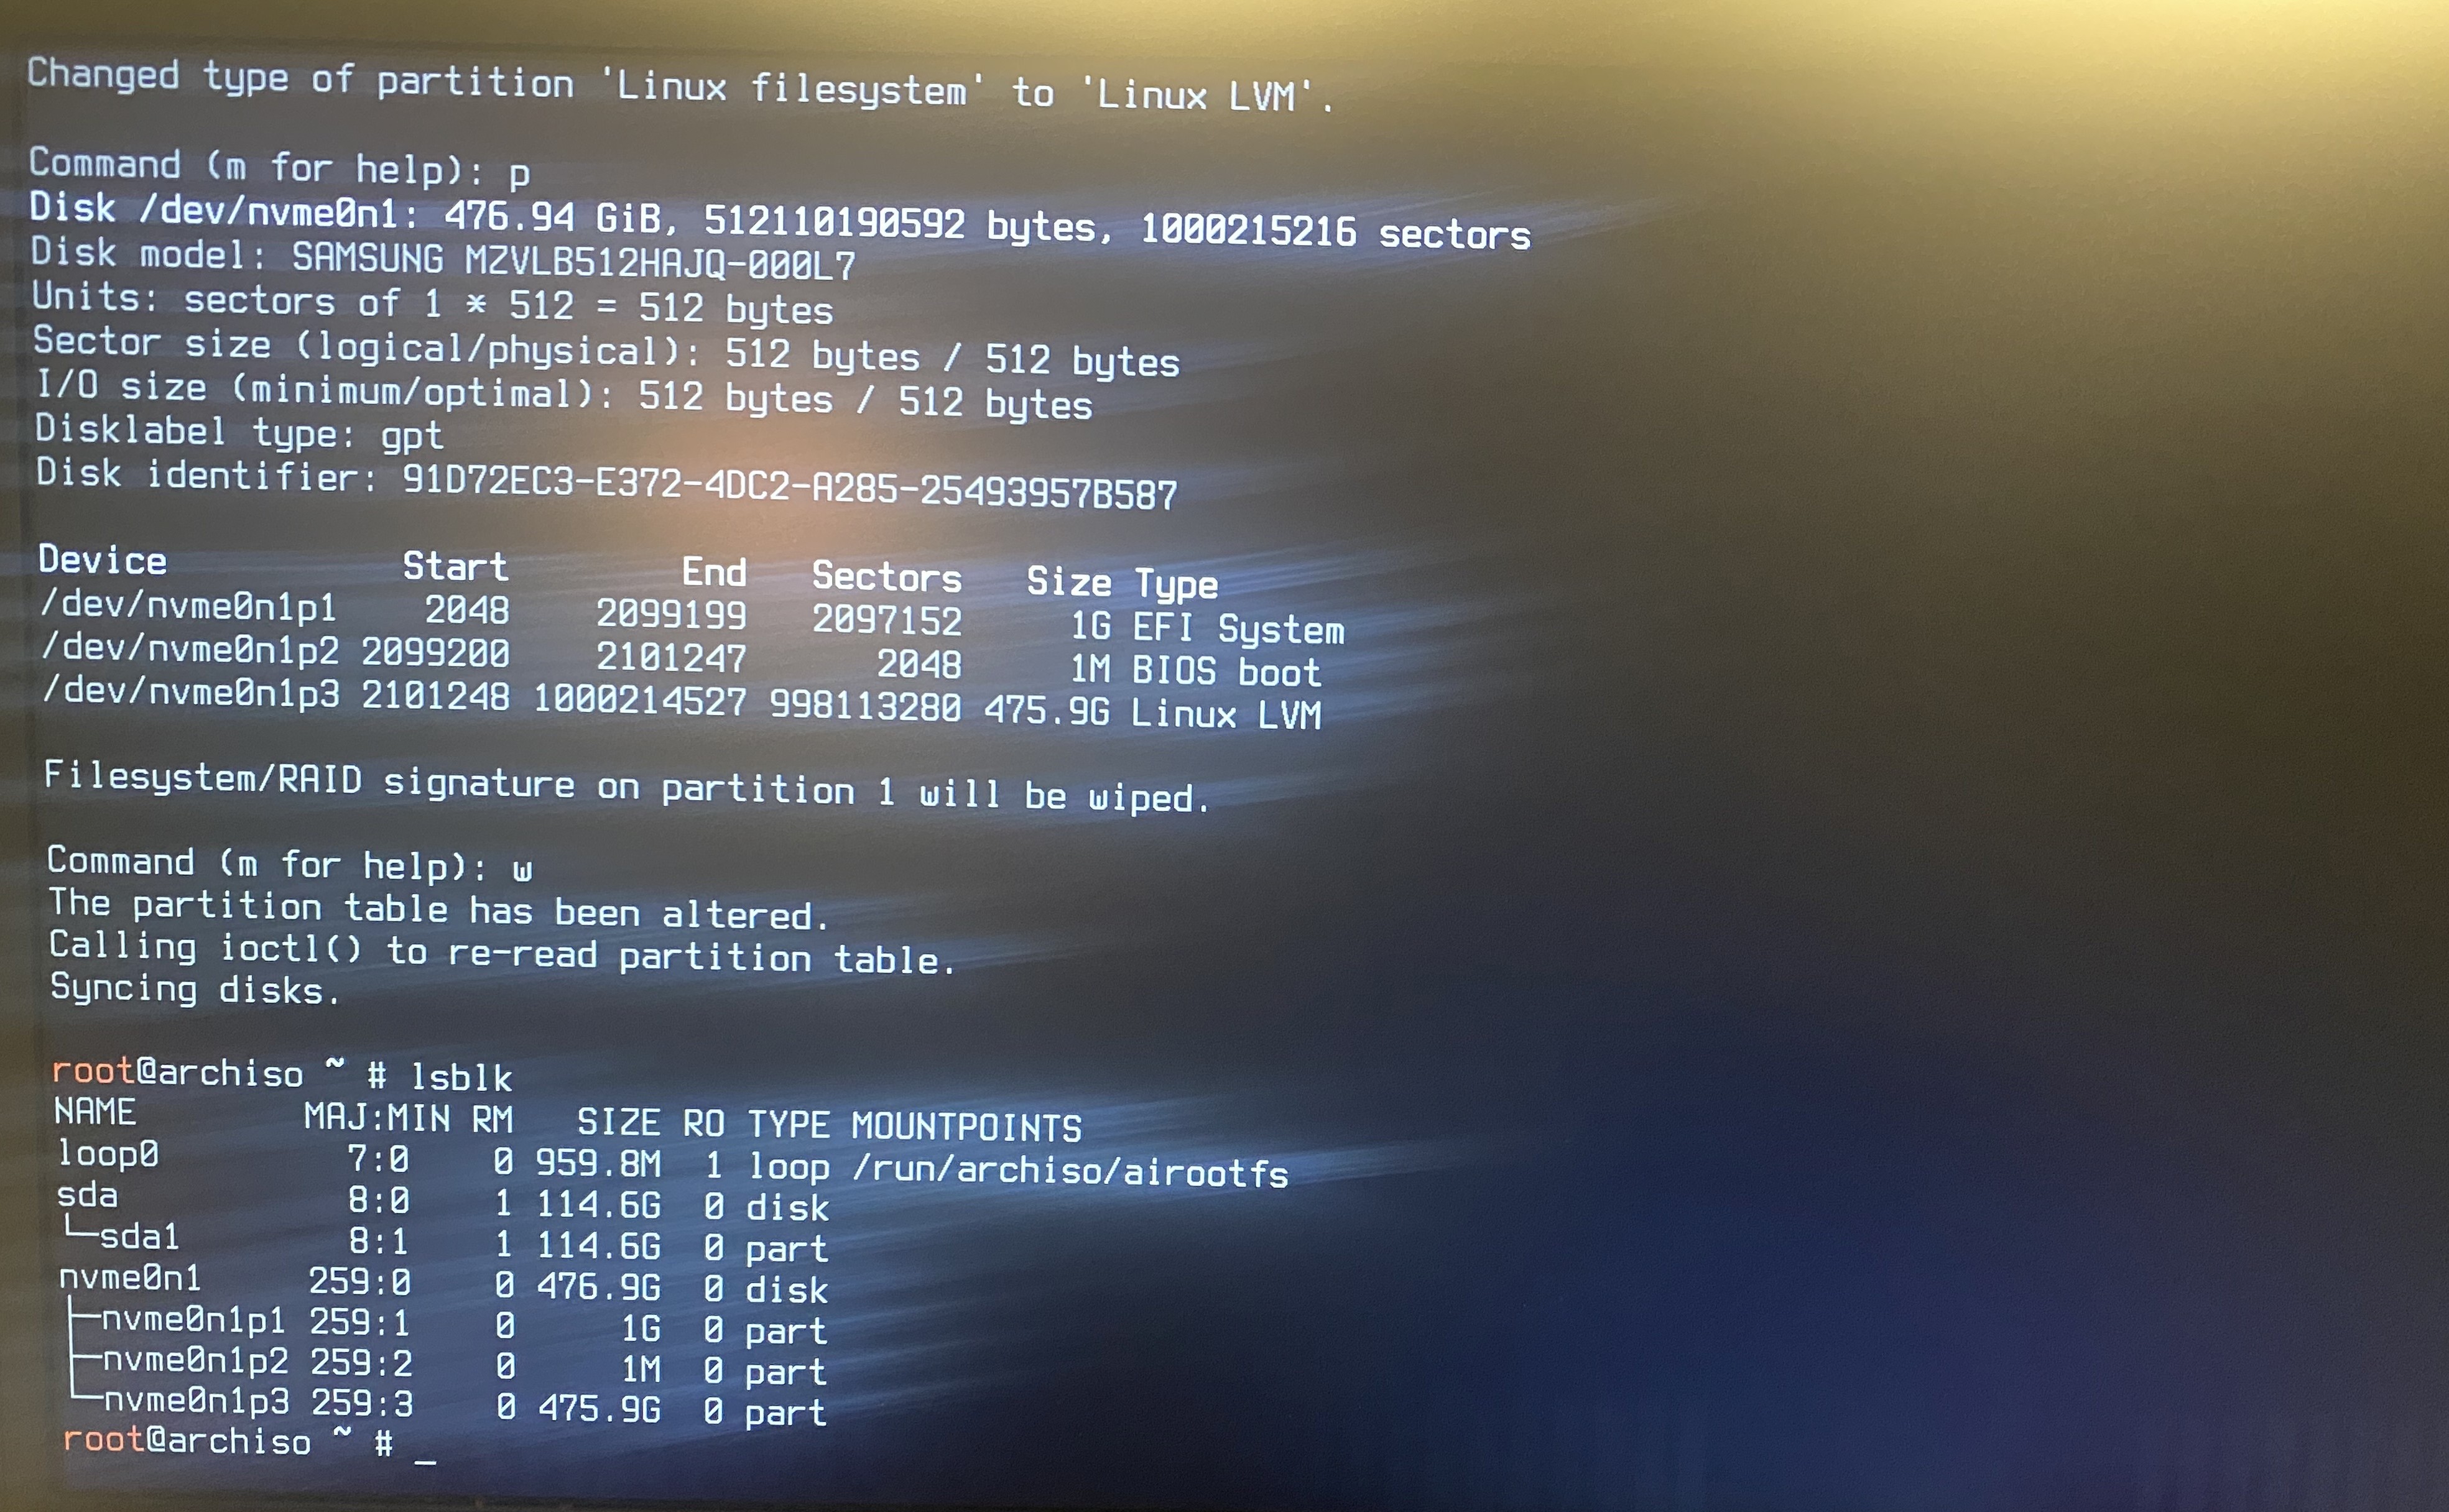 Changed type of partition 'Linux filesystem' to 'Linux LVM'.
Command (m for help): p
Disk /dev/nvme0n1: 476.94 GiB, 512110190592 bytes, 1000215216 sectors
Disk model: SAMSUNG MZVLB512HAJQ-000L7
Units: sectors of 1 * 512 = 512 bytes
Sector size (logical/physical): 512 bytes / 512 bytes
I/O size (minimum/optimal): 512 bytes / 512 bytes
Disklabel type: gpt
Disk identifier: 91D72EC3-E372-4DC2-A285-25493957B587
Device Start End Sectors Size Type
/dev/nvme0n1p1 2048 2099199 2097152 1G EFI System
/dev/nvme0n1p2 2099200 2101247 2048 1M BIOS boot
/dev/nvme0n1p3 2101248 1000214527 998113280 475.9G Linux LVM
Filesystem/RAID signature on partition 1 will be wiped.
Command (m for help): w
The partition table has been altered.
Calling ioctl() to re-read partition table.
Syncing disks.
root@archiso ~ # lsblk
NAME MAJ:MIN RM SIZE RO TYPE MOUNTPOINTS
loop0 7:0 0 959.8M 1 loop /run/archiso/airootfs
sda 8:0 1 114.6G 0 disk
└─sda1 8:1 1 114.6G 0 part
nvme0n1 259:0 0 476.9G 0 disk
├─nvme0n1p1 259:1 0 1G 0 part
├─nvme0n1p2 259:2 0 1M 0 part
└─nvme0n1p3 259:3 0 475.9G 0 part
root@archiso ~ # _